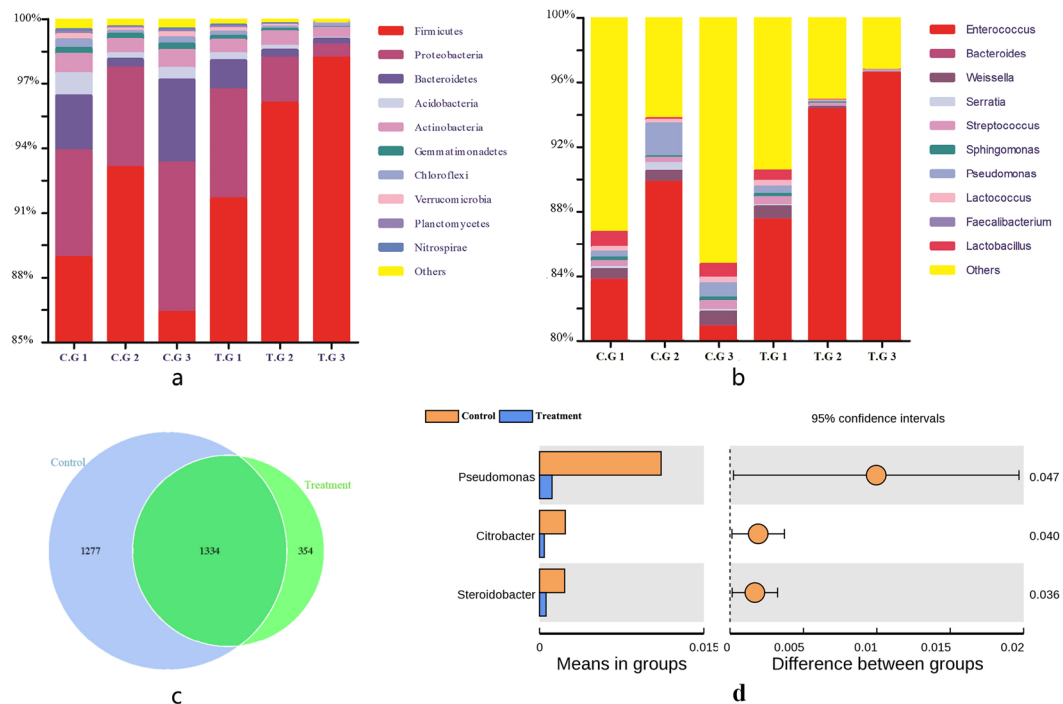 100%
97%
94%
91%
88%
85%
C.G 1
C.G 2
C.G 3
T.G 1
T.G 2
T.G 3
Firmicutes
Proteobacteria
Bacteroidetes
Acidobacteria
Actinobacteria
Gemmatimonadetes
Chloroflexi
Verrucomicrobia
Planctomycetes
Nitrospirae
Others
a
100%
96%
92%
88%
84%
80%
C.G 1
C.G 2
C.G 3
T.G 1
T.G 2
T.G 3
Enterococcus
Bacteroides
Weissella
Serratia
Streptococcus
Sphingomonas
Pseudomonas
Lactococcus
Faecalibacterium
Lactobacillus
Others
b
Control
Treatment
1277
1334
354
c
Control
Treatment
95% confidence intervals
Pseudomonas
0.047
Citrobacter
0.040
Steroidobacter
0.036
0
0.015
0
0.005
0.01
0.015
0.02
Means in groups
Difference between groups
d